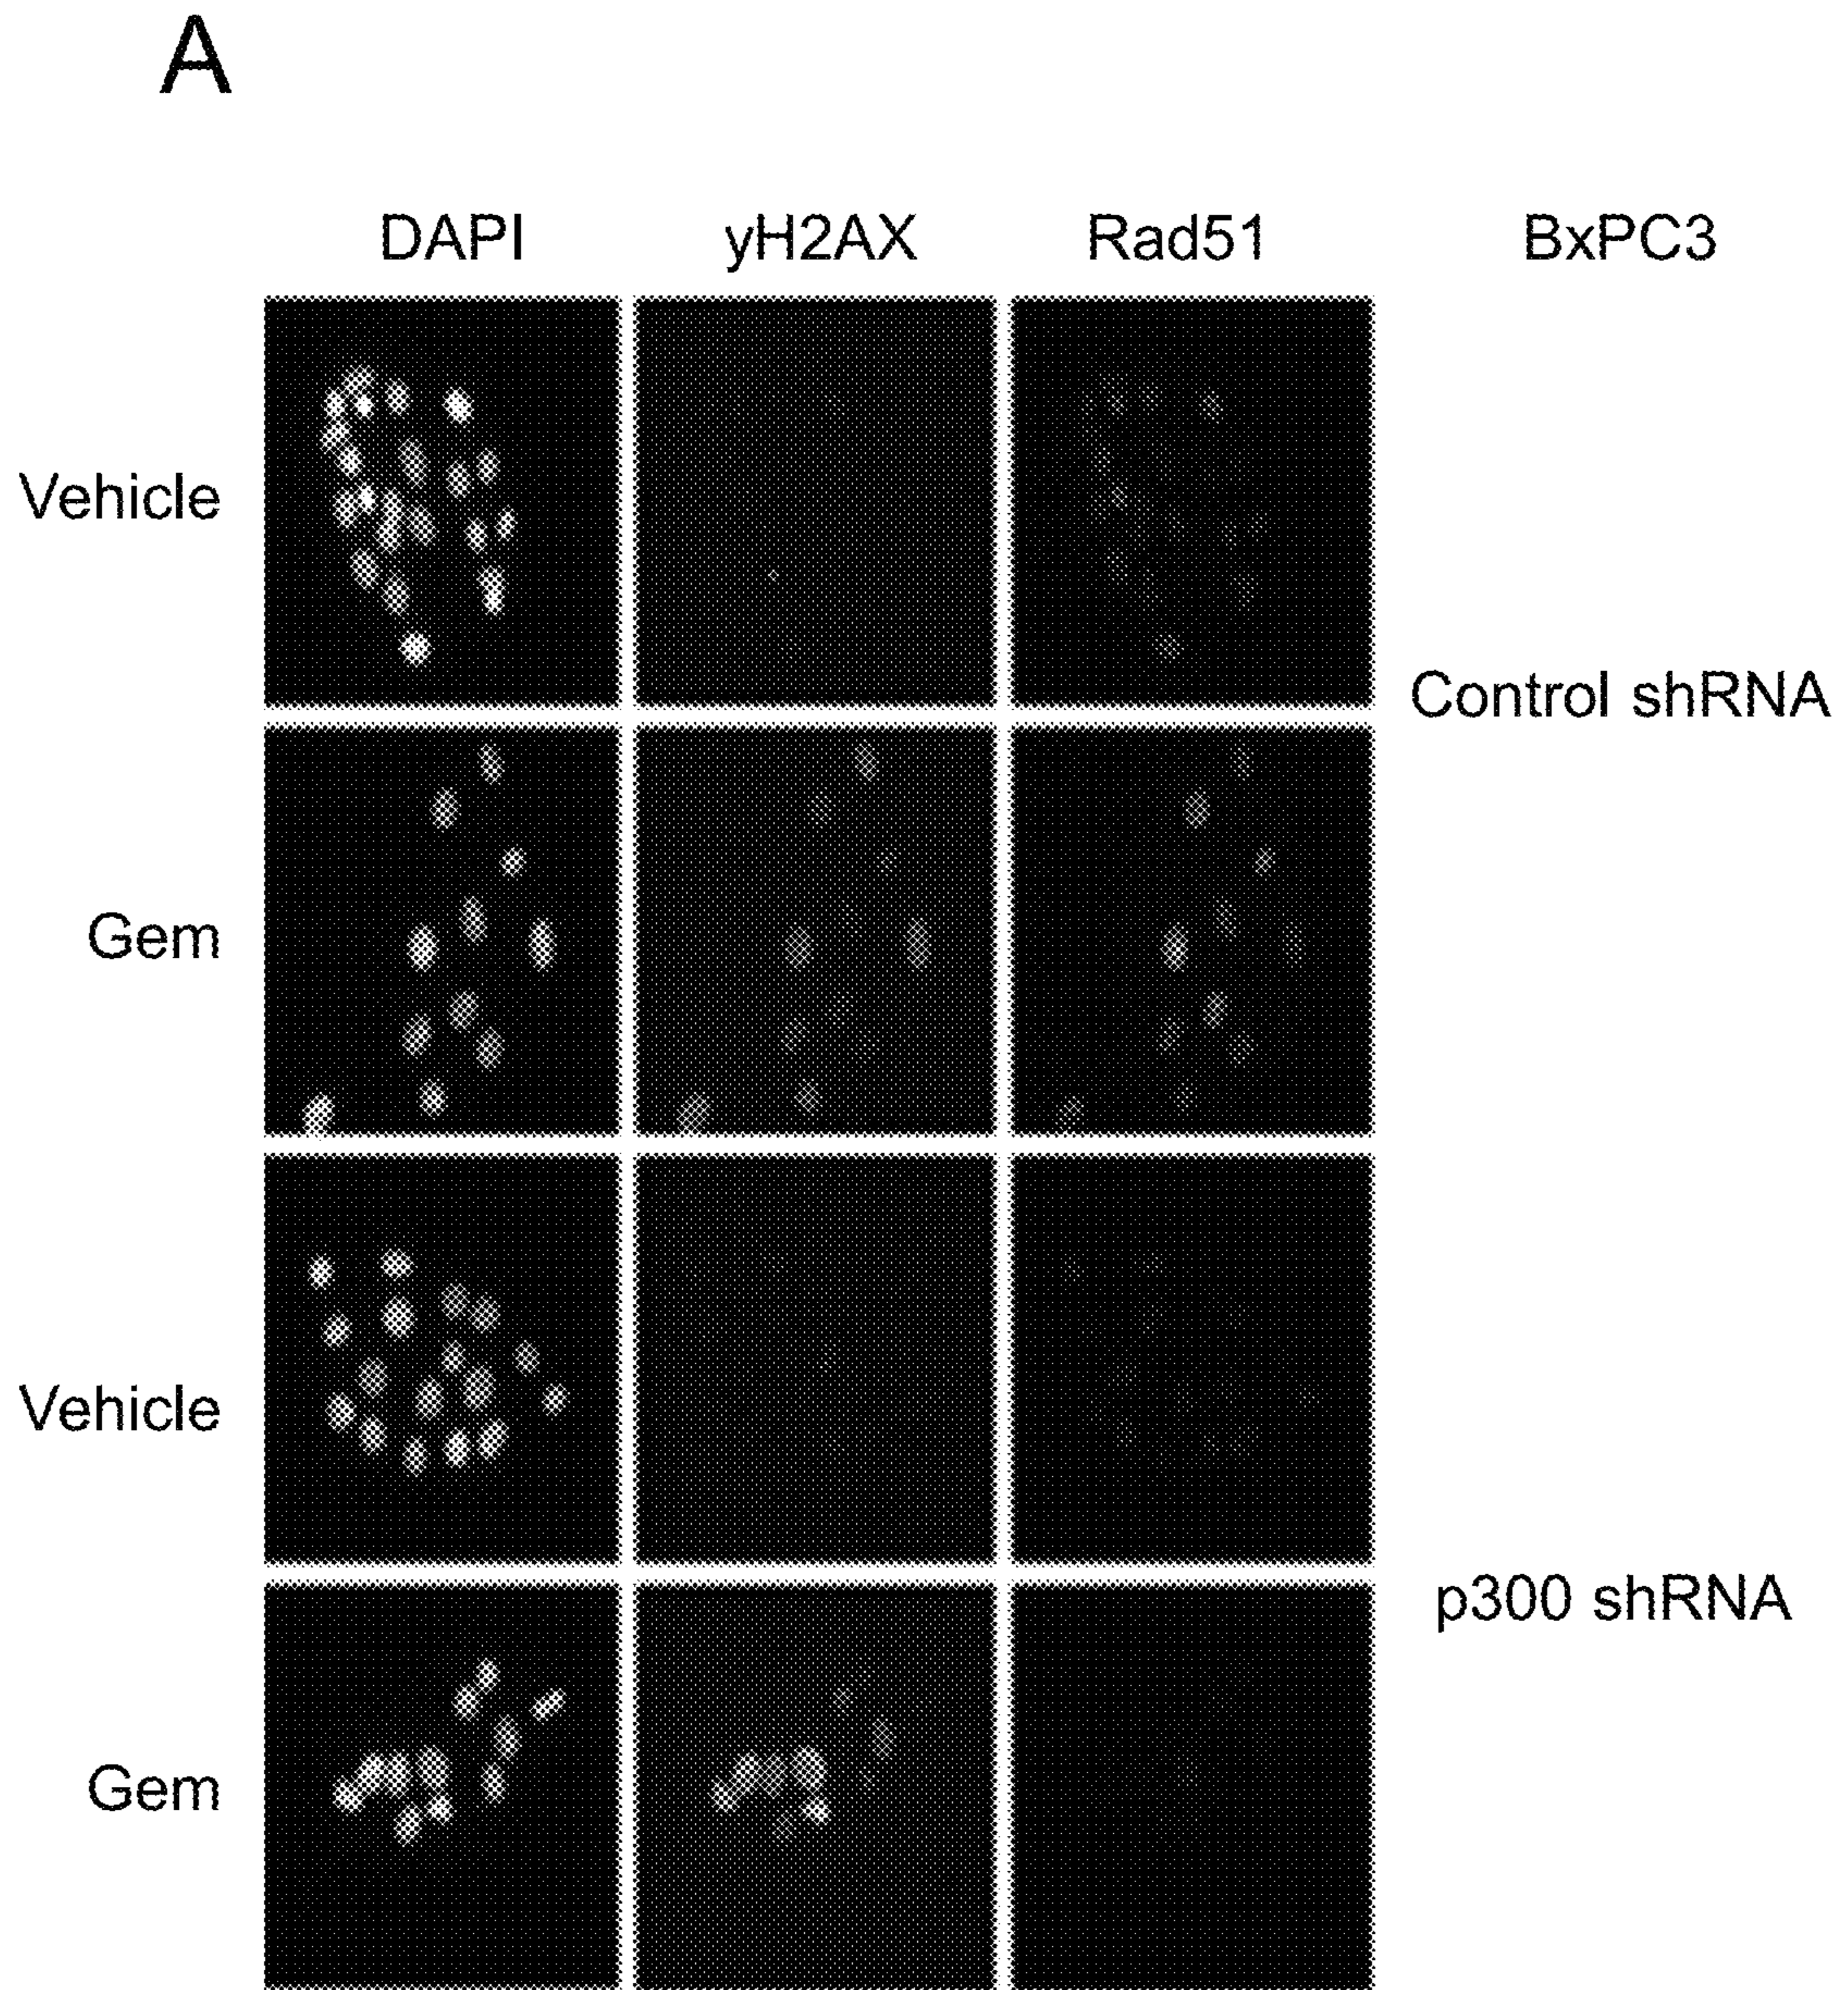 A
DAPI yH2AX Rad51 BxPC3
Vehicle
Control shRNA
Gem
Vehicle
p300 shRNA
Gem